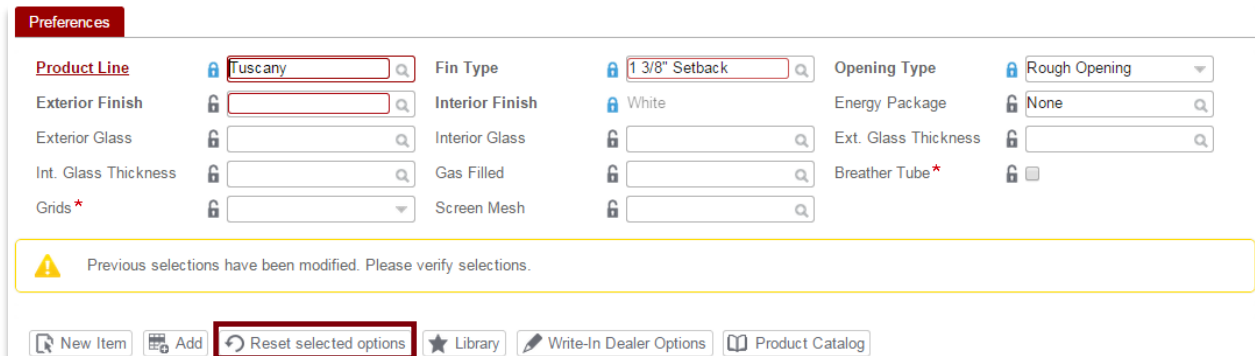 Preferences
Product Line Tuscany Fin Type 1 3/8" Setback Opening Type Rough Opening
Exterior Finish Interior Finish White Energy Package None
Exterior Glass Interior Glass Ext. Glass Thickness
Int. Glass Thickness Gas Filled Breather Tube*
Grids* Screen Mesh
Previous selections have been modified. Please verify selections.
New Item Add Reset selected options Library Write-In Dealer Options Product Catalog